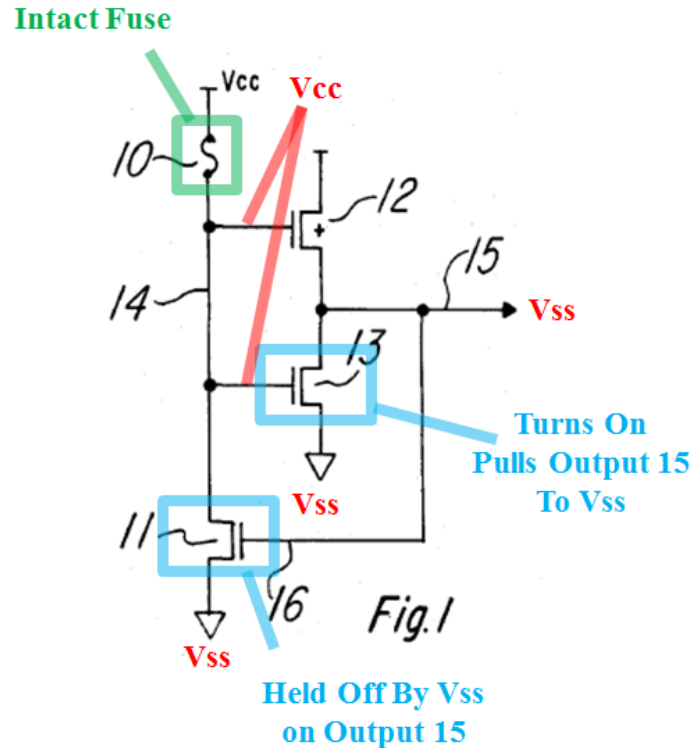 Intact Fuse
Vcc
Vcc
10
12
15
14
Vss
13
Turns On
Pulls Output 15
To Vss
Vss
11
16
Fig.1
Vss
Held Off By Vss
on Output 15